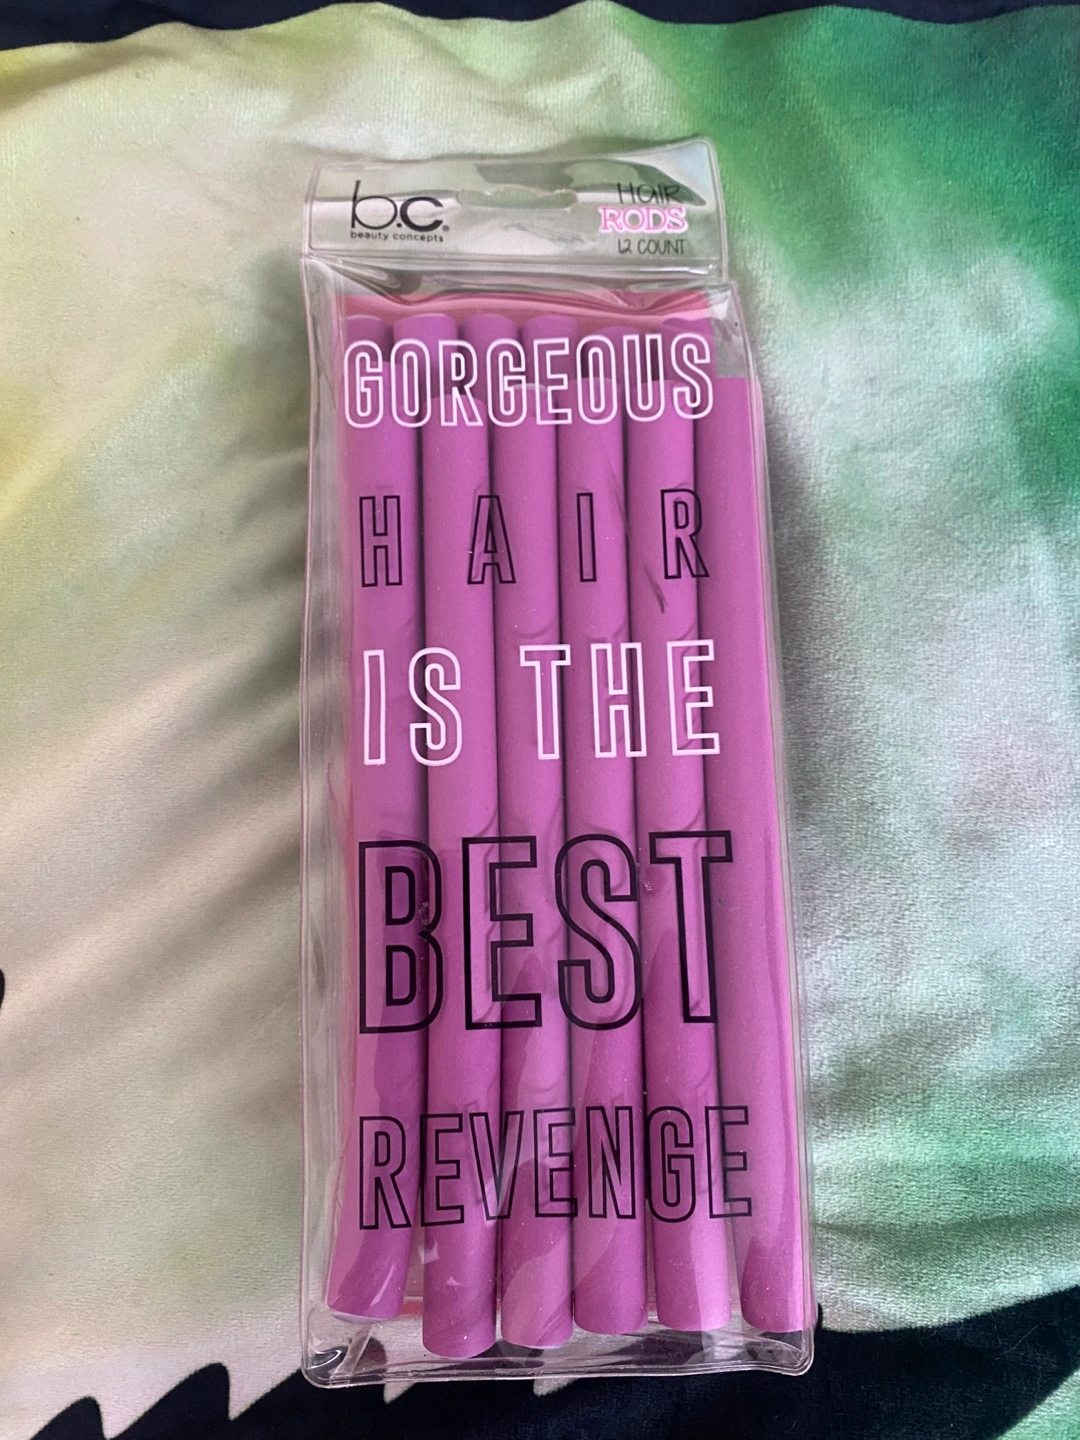 b.c®
beauty concepts
HAIR
RODS
12 COUNT
GORGEOUS
HAIR
IS THE
BEST
REVENGE